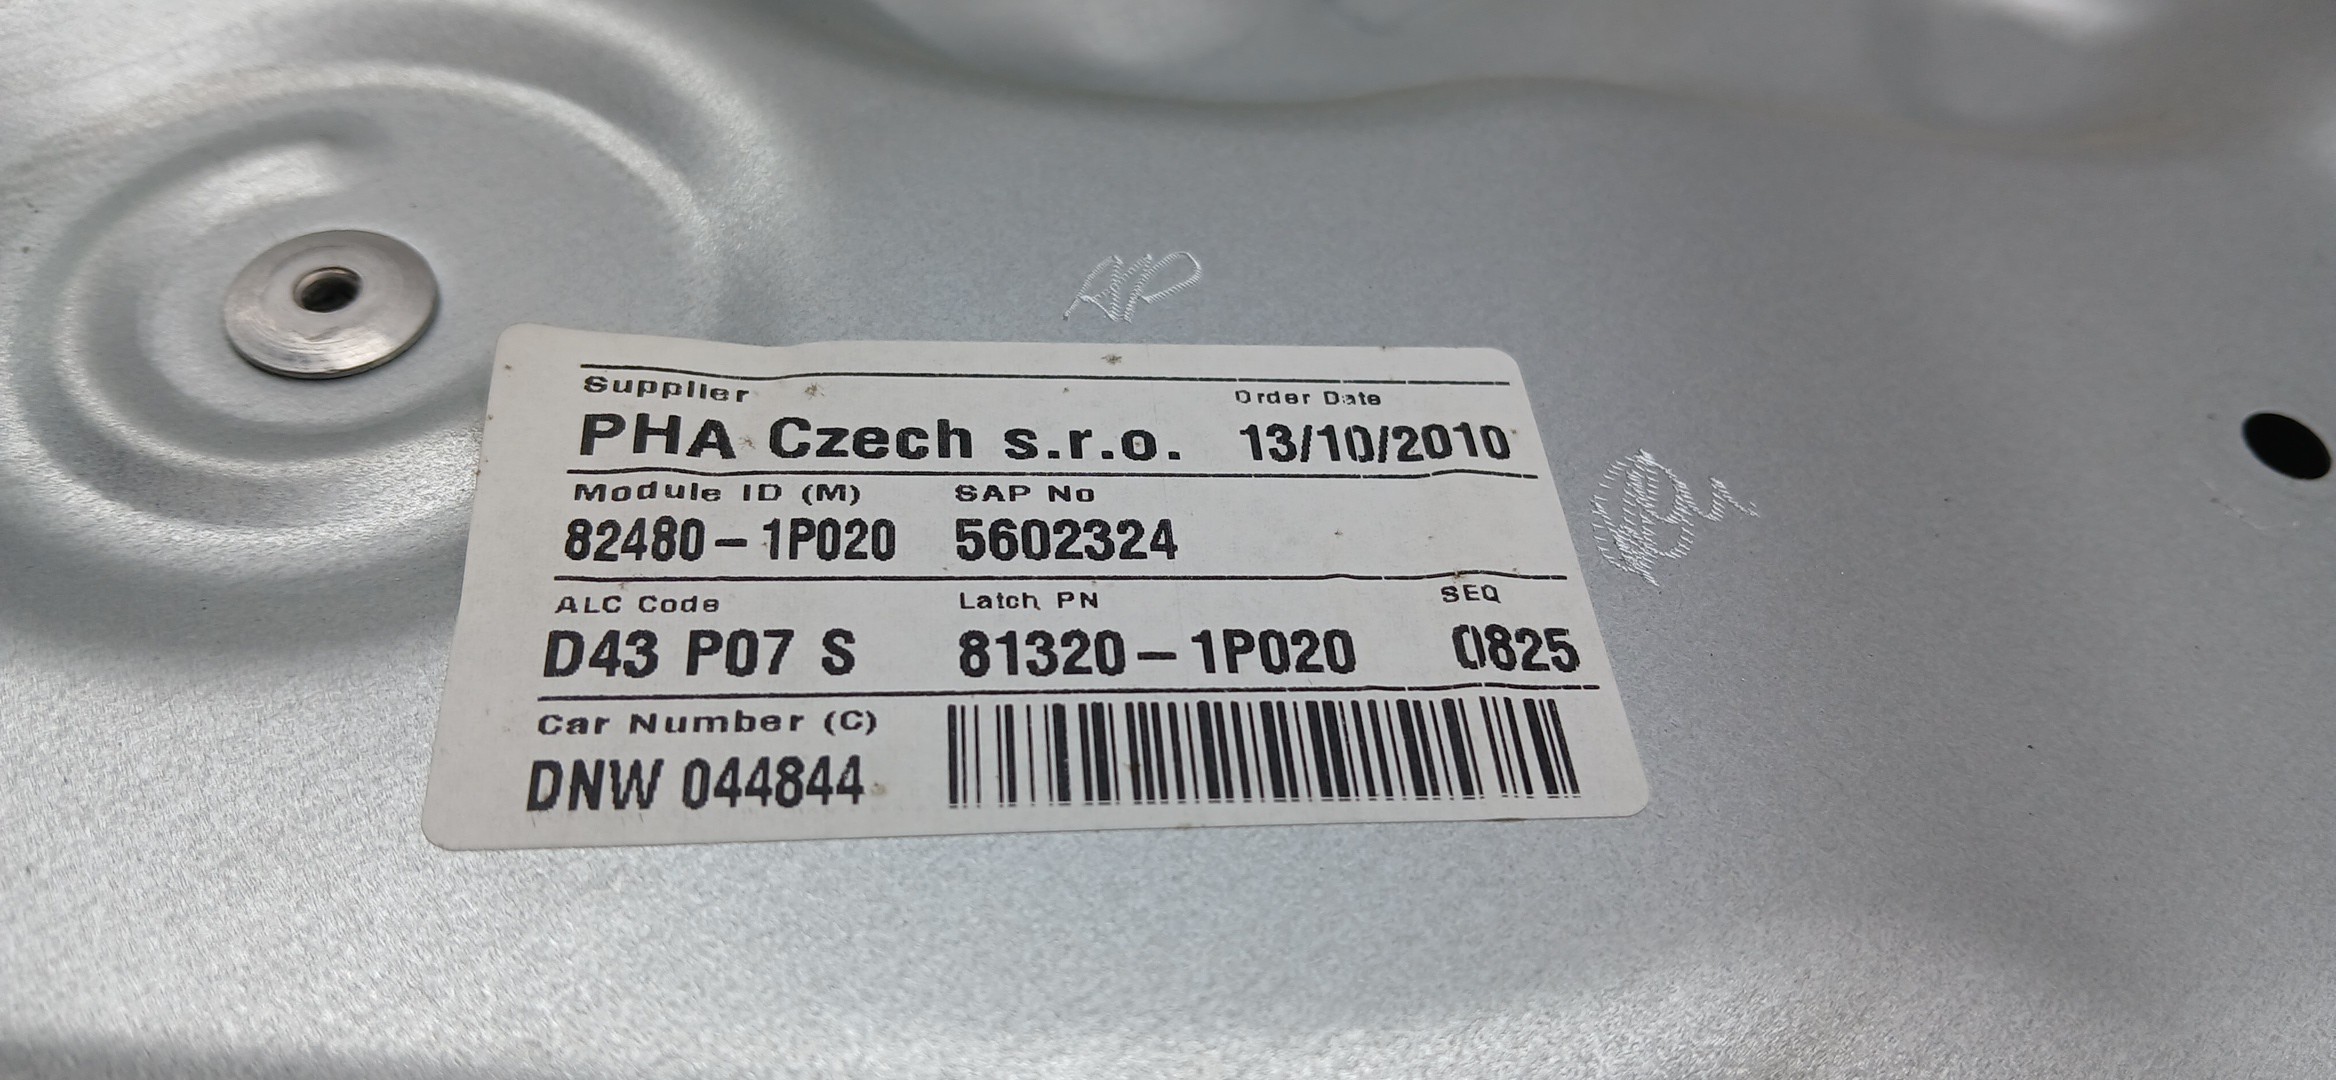 Supplier Order Date
PHA Czech s.r.o. 13/10/2010
Module ID (M) SAP No
82480-1P020 5602324
ALC Code Latch PN SEQ
D43 P07 S 81320-1P020 0825
Car Number (C)
DNW 044844